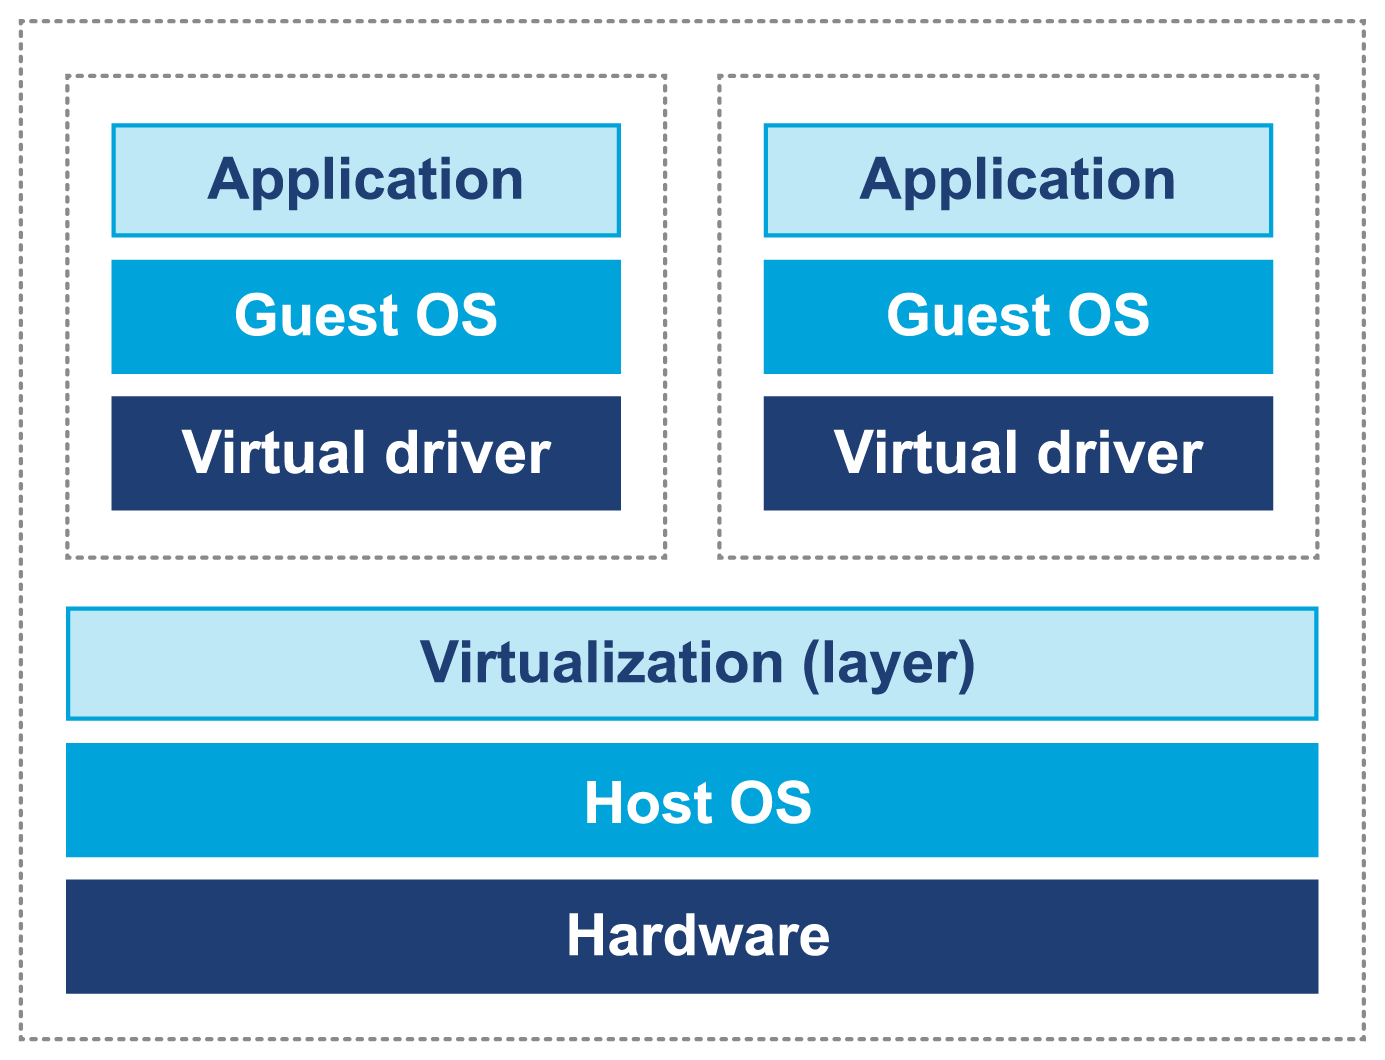 Application
Application
Guest OS
Guest OS
Virtual driver
Virtual driver
Virtualization (layer)
Host OS
Hardware